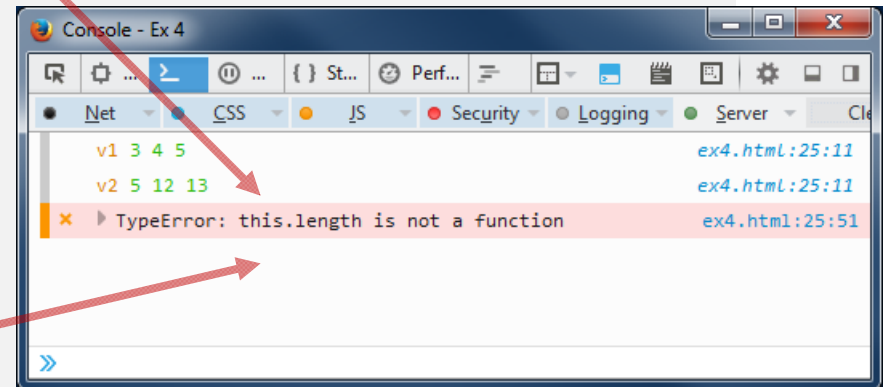 Console - Ex 4
... ... { } St... Perf...
Net CSS JS Security Logging Server Cle
v1 3 4 5 ex4.html:25:11
v2 5 12 13 ex4.html:25:11
TypeError: this.length is not a function ex4.html:25:51